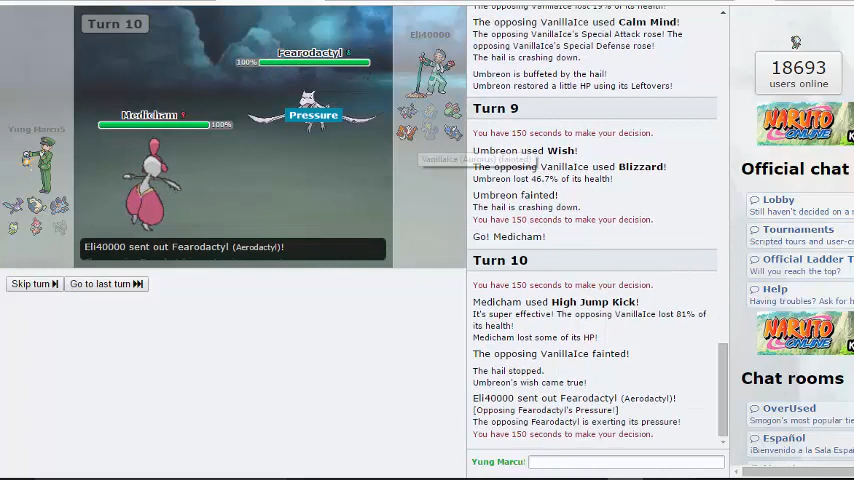 Turn 10
Fearodactyl
100%
Medicham
100%
Pressure
Eli40000
Yung MarcuS
VanillaIce (Aurorus) (fainted)
Eli40000 sent out Fearodactyl (Aerodactyl)!
Skip turn
Go to last turn
The opposing VanillaIce used Calm Mind!
The opposing VanillaIce's Special Attack rose! The
opposing VanillaIce's Special Defense rose!
The hail is crashing down.
Umbreon is buffeted by the hail!
Umbreon restored a little HP using its Leftovers!
Turn 9
You have 150 seconds to make your decision.
Umbreon used Wish!
The opposing VanillaIce used Blizzard!
Umbreon lost 46.7% of its health!
Umbreon fainted!
The hail is crashing down.
You have 150 seconds to make your decision.
Go! Medicham!
Turn 10
You have 150 seconds to make your decision.
Medicham used High Jump Kick!
It's super effective! The opposing VanillaIce lost 81% of
its health!
Medicham lost some of its HP!
The opposing VanillaIce fainted!
The hail stopped.
Umbreon's wish came true!
Eli40000 sent out Fearodactyl (Aerodactyl)!
[Opposing Fearodactyl's Pressure!]
The opposing Fearodactyl is exerting its pressure!
You have 150 seconds to make your decision.
Yung MarcuS:
18693
users online
NARUTO
ONLINE
Official chat
Lobby
Still haven't decided on a
Tournaments
Scripted tours and user-c
Official Ladder T
Will you reach the top?
Help
Having troubles? Ask for h
NARUTO
ONLINE
Chat rooms
OverUsed
Smogon's most popular tie
Español
¡Bienvenido a la Sala Espa